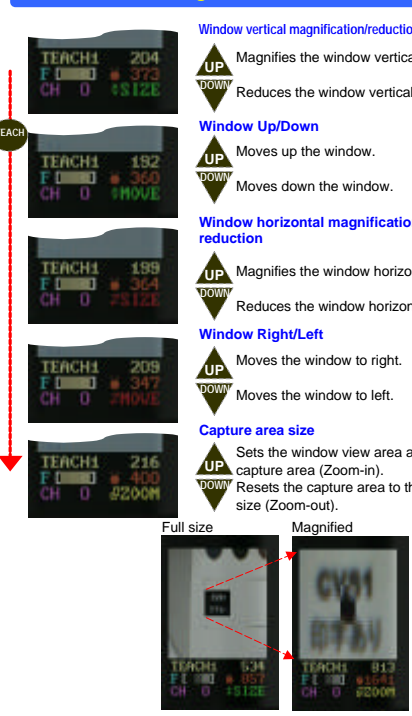 Window vertical magnification/reductio
TEACH1 204
F 373
CH 0 SIZE
UP Magnifies the window vertica
DOWN Reduces the window vertical
TEACH
Window Up/Down
TEACH1 192
F 360
CH 0 MOVE
UP Moves up the window.
DOWN Moves down the window.
Window horizontal magnificatio
reduction
TEACH1 199
F 364
CH 0 SIZE
UP Magnifies the window horizo
DOWN Reduces the window horizon
Window Right/Left
TEACH1 209
F 347
CH 0 MOVE
UP Moves the window to right.
DOWN Moves the window to left.
Capture area size
TEACH1 216
F 400
CH 0 ZOOM
UP Sets the window view area a
capture area (Zoom-in).
DOWN Resets the capture area to th
size (Zoom-out).
Full size Magnified
TEACH1 534
F 857
CH 0 SIZE
TEACH1 813
F 1641
CH 0 ZOOM